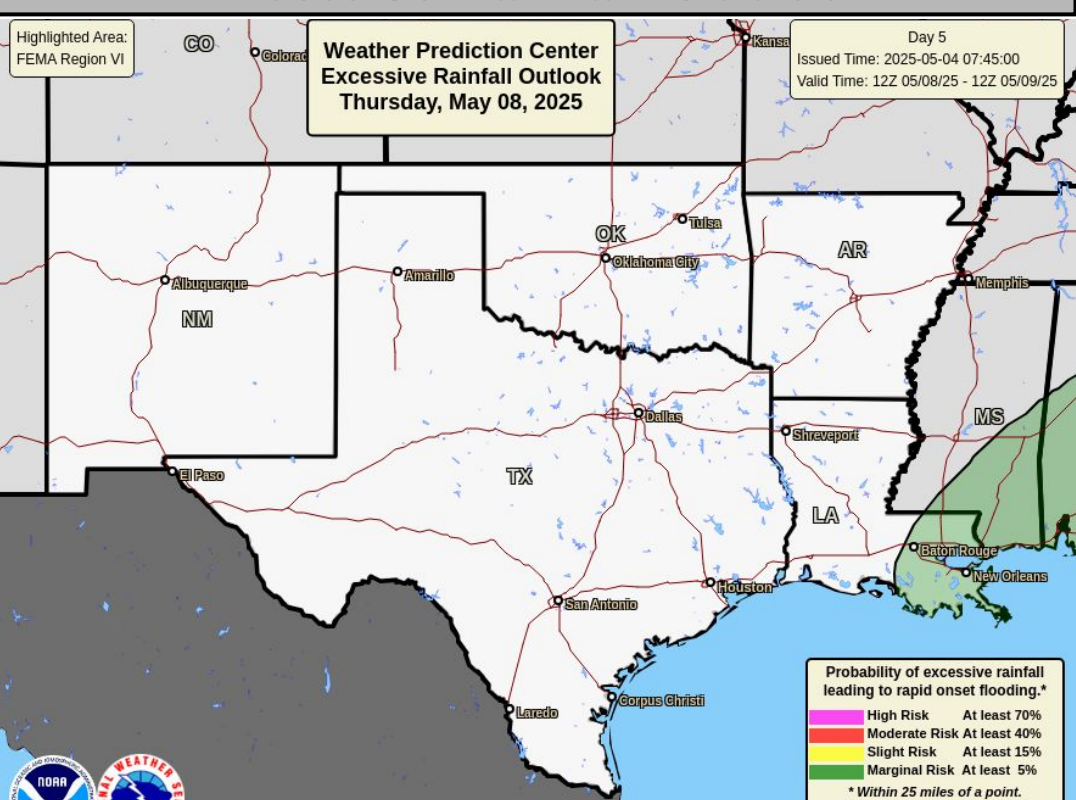 Highlighted Area:
FEMA Region VI
CO
Colorad
Weather Prediction Center
Excessive Rainfall Outlook
Thursday, May 08, 2025
Kansa
Day 5
Issued Time: 2025-05-04 07:45:00
Valid Time: 12Z 05/08/25 - 12Z 05/09/25
OK
Tulsa
Oklahoma City
AR
Memphis
Albuquerque
Amarillo
NM
MS
Dallas
Shreveport
El Paso
TX
LA
Baton Rouge
New Orleans
Houston
San Antonio
Corpus Christi
Laredo
Probability of excessive rainfall
leading to rapid onset flooding.*
High Risk At least 70%
Moderate Risk At least 40%
Slight Risk At least 15%
Marginal Risk At least 5%
* Within 25 miles of a point.
NOAA
WEATHER